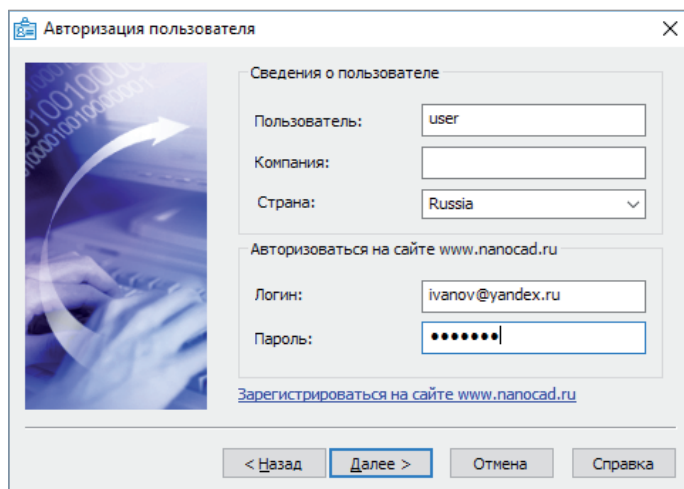 Авторизация пользователя
Сведения о пользователе
Пользователь: user
Компания:
Страна: Russia
Авторизоваться на сайте www.nanocad.ru
Логин: ivanov@yandex.ru
Пароль: •••••••
Зарегистрироваться на сайте www.nanocad.ru
< Назад Далее > Отмена Справка